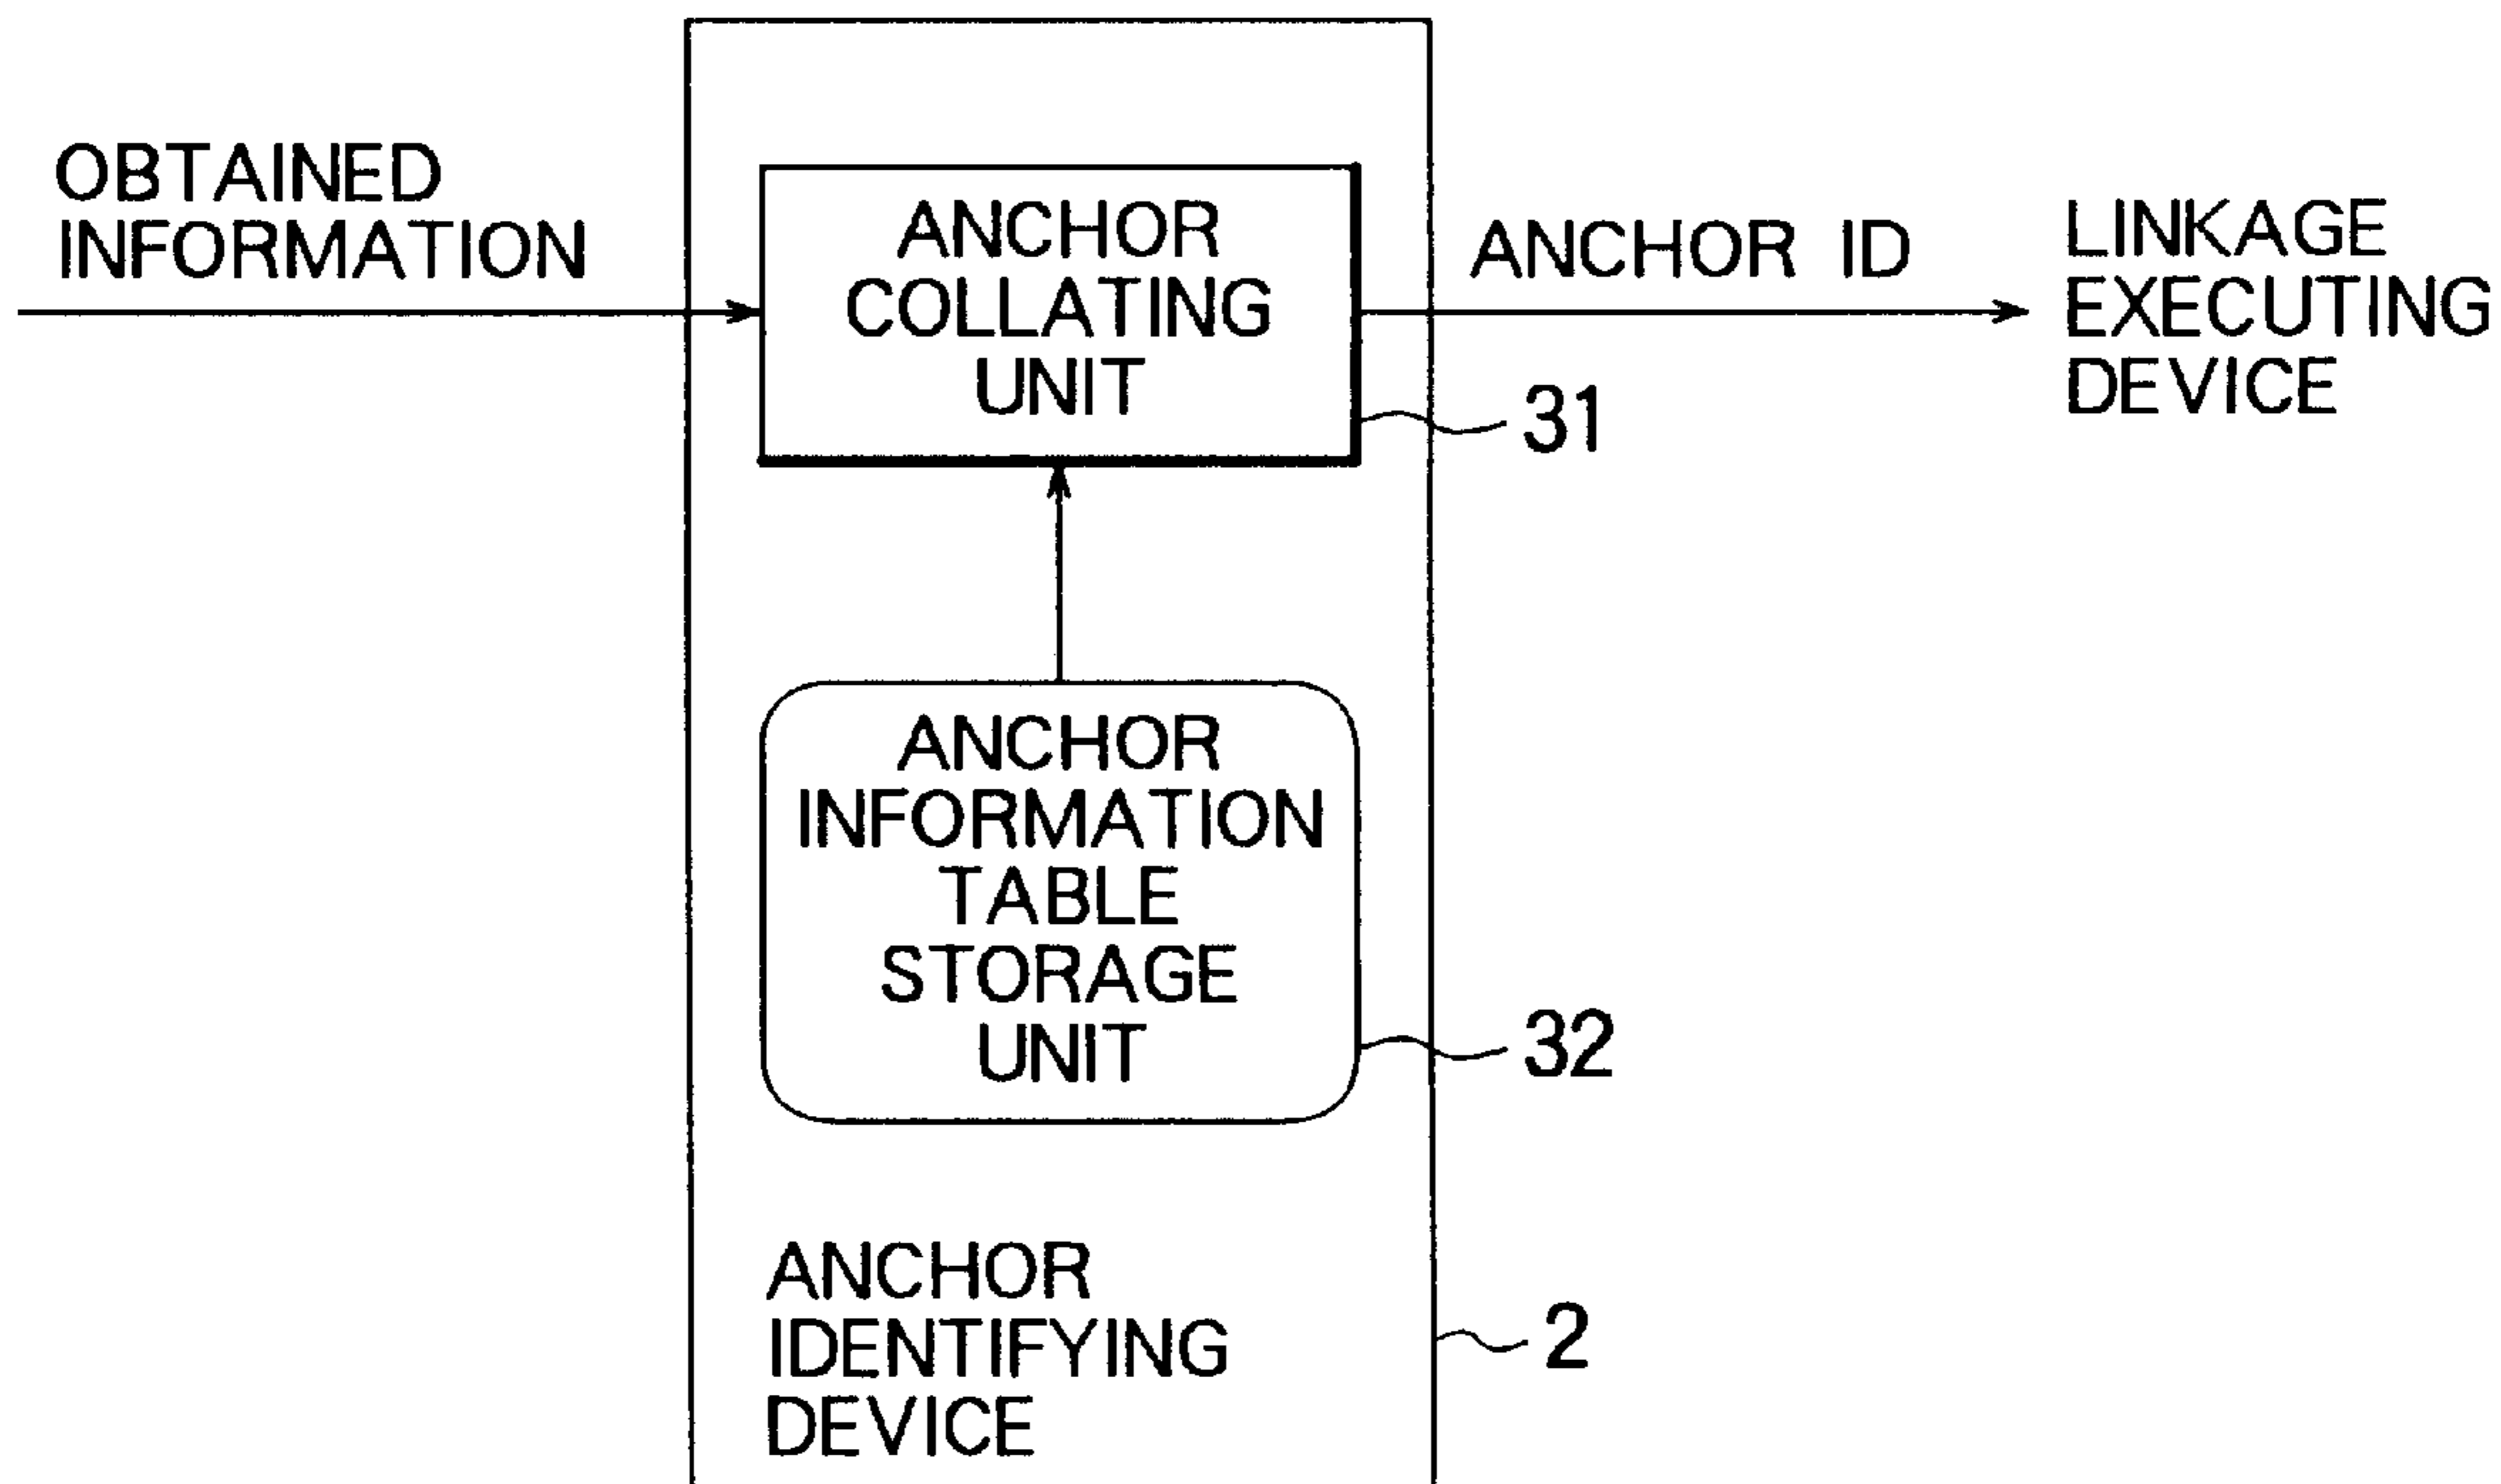 OBTAINED
INFORMATION
ANCHOR
COLLATING
UNIT
31
ANCHOR ID
LINKAGE
EXECUTING
DEVICE
ANCHOR
INFORMATION
TABLE
STORAGE
UNIT
32
ANCHOR
IDENTIFYING
DEVICE
2